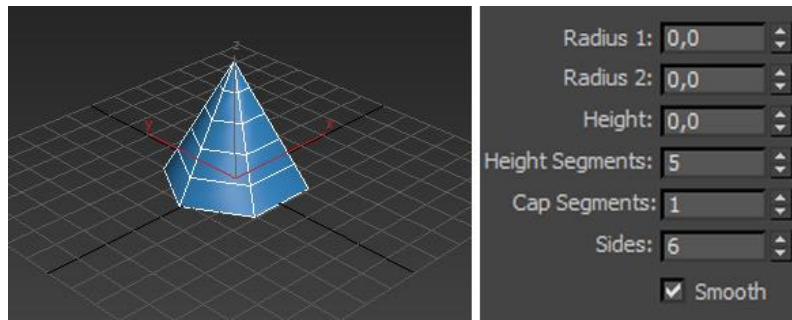 z
y
x
Radius 1: 0,0
Radius 2: 0,0
Height: 0,0
Height Segments: 5
Cap Segments: 1
Sides: 6
Smooth